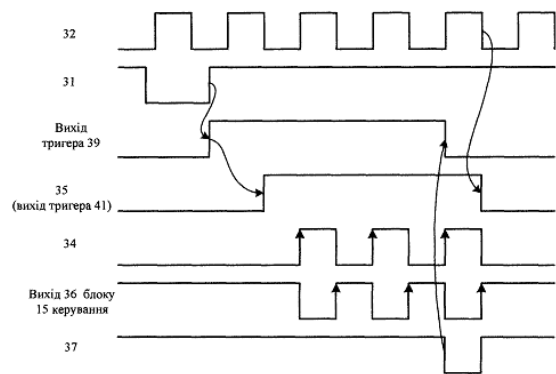 32
31
Вихід
тригера 39
35
(вихід тригера 41)
34
Вихід 36 блоку
15 керування
37